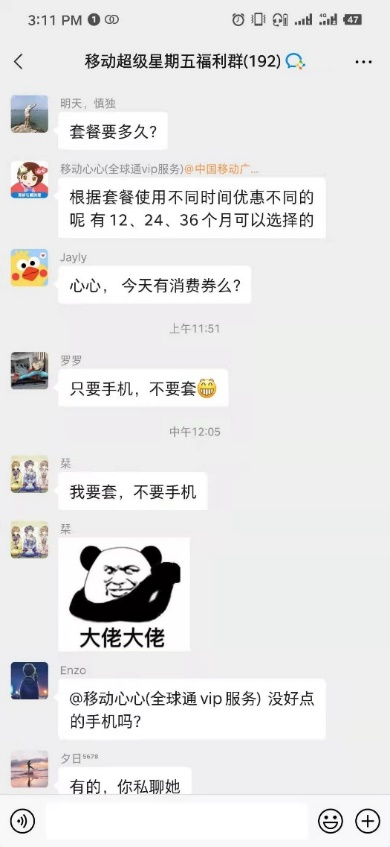 3:11 PM
47
移动超级星期五福利群(192)
明天，慎独
套餐要多久?
移动心心(全球通vip服务)@中国移动广...
根据套餐使用不同时间优惠不同的
呢 有12、24、36个月可以选择的
Jayly
心心， 今天有消费券么?
上午11:51
罗罗
只要手机，不要套
中午12:05
栞
我要套，不要手机
栞
大佬大佬
Enzo
@移动心心(全球通vip服务) 没好点
的手机吗?
夕日⁵⁶⁷⁸
有的，你私聊她